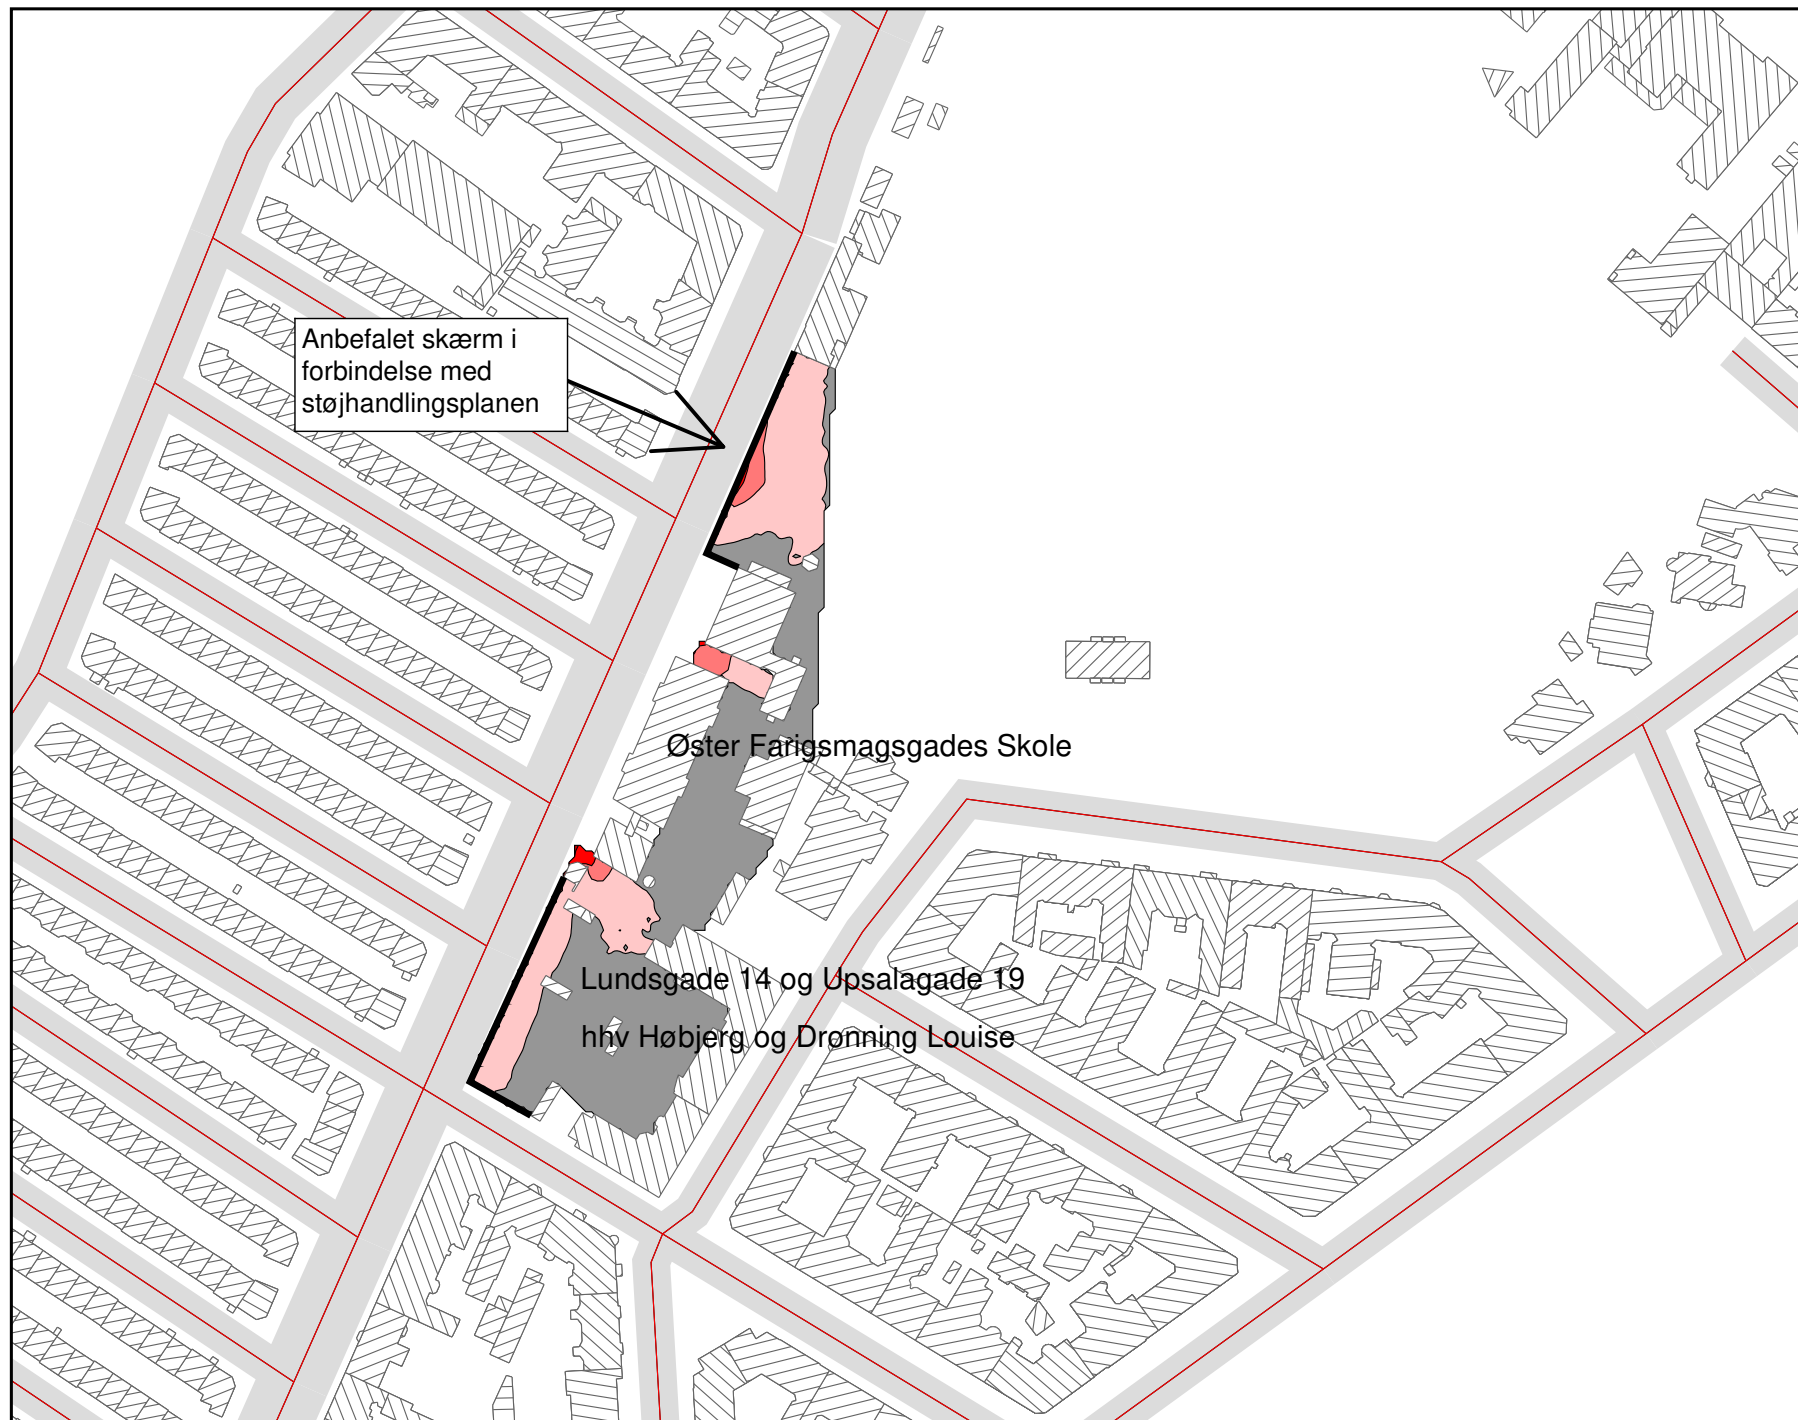 Anbefalet skærm i
forbindelse med
støjhandlingsplanen
Øster Farigsmagsgades Skole
Lundsgade 14 og Upsalagade 19
hhv Høbjerg og Dronning Louise